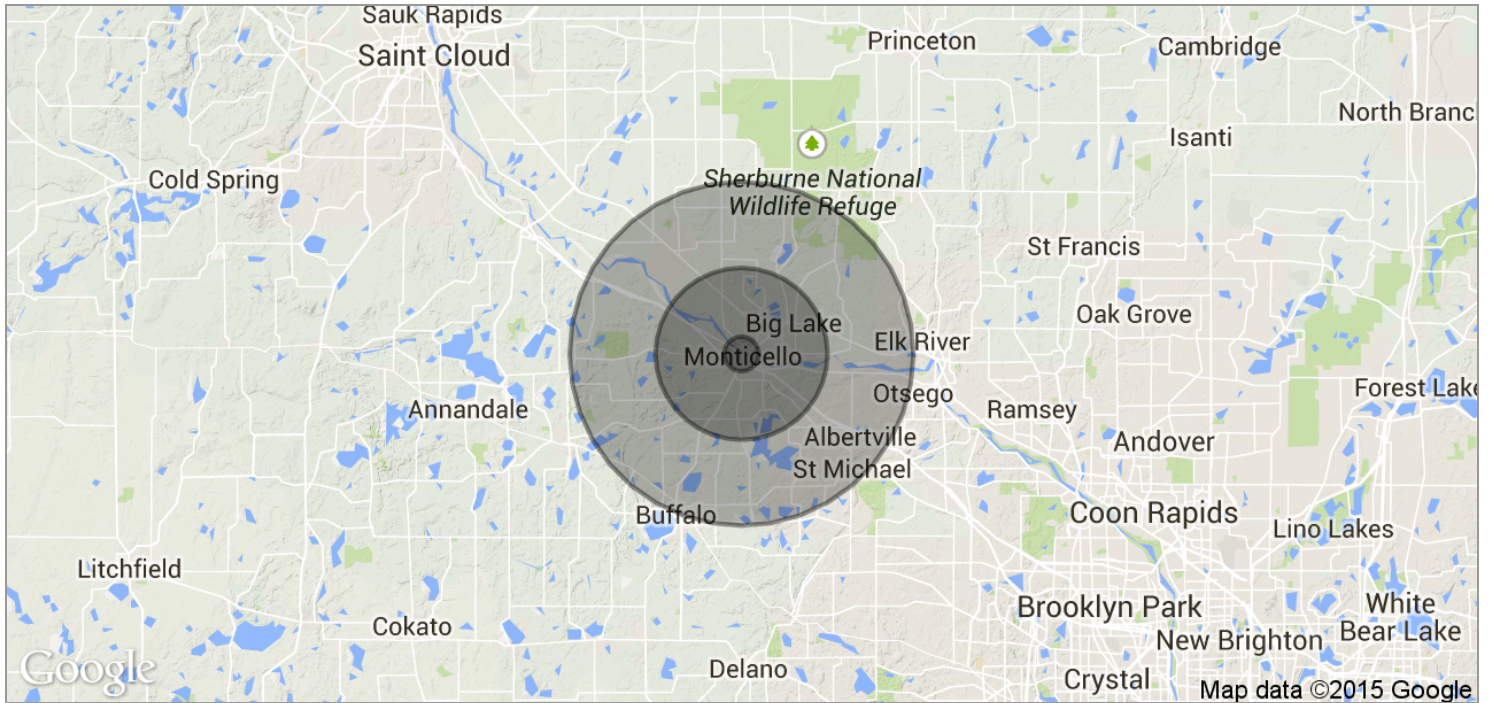 Sauk Rapids
Saint Cloud
Princeton
Cambridge
North Branc
Isanti
Cold Spring
Sherburne National
Wildlife Refuge
St Francis
Oak Grove
Big Lake
Elk River
Monticello
Forest Lake
Otsego
Annandale
Ramsey
Albertville
Andover
St Michael
Buffalo
Coon Rapids
Lino Lakes
Litchfield
White
Bear Lake
Brooklyn Park
Cokato
New Brighton
Delano
Crystal
Google
Map data ©2015 Google